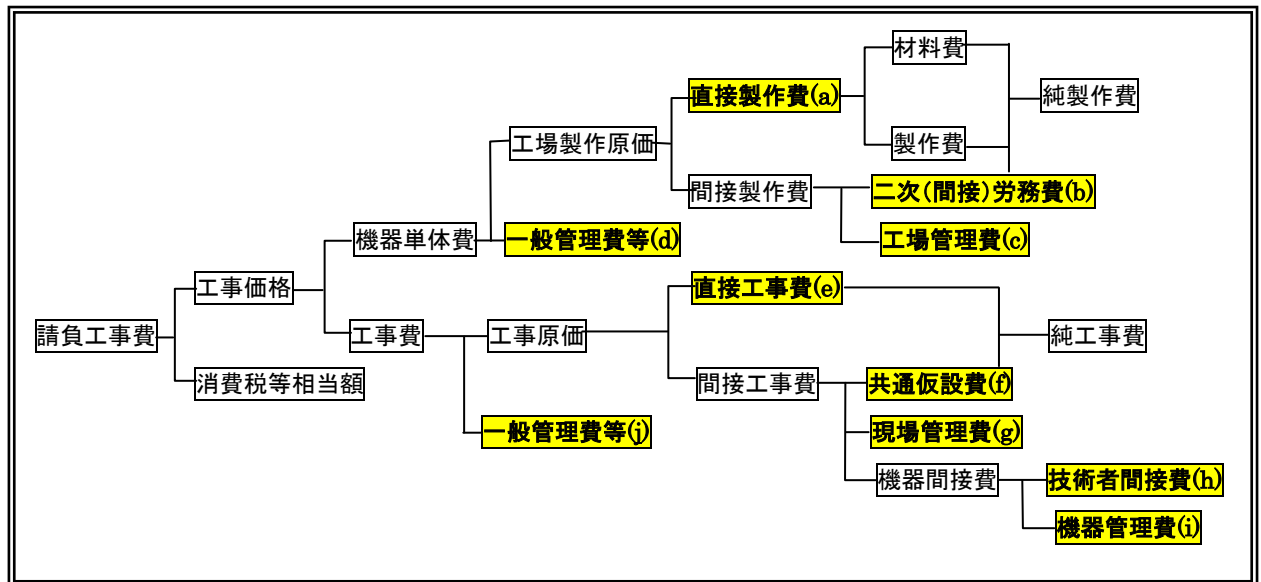 材料費
直接製作費(a)
純製作費
工場製作原価
製作費
間接製作費
二次(間接)労務費(b)
機器単体費
一般管理費等(d)
工場管理費(c)
工事価格
直接工事費(e)
請負工事費
工事費
工事原価
純工事費
消費税等相当額
間接工事費
共通仮設費(f)
一般管理費等(j)
現場管理費(g)
機器間接費
技術者間接費(h)
機器管理費(i)